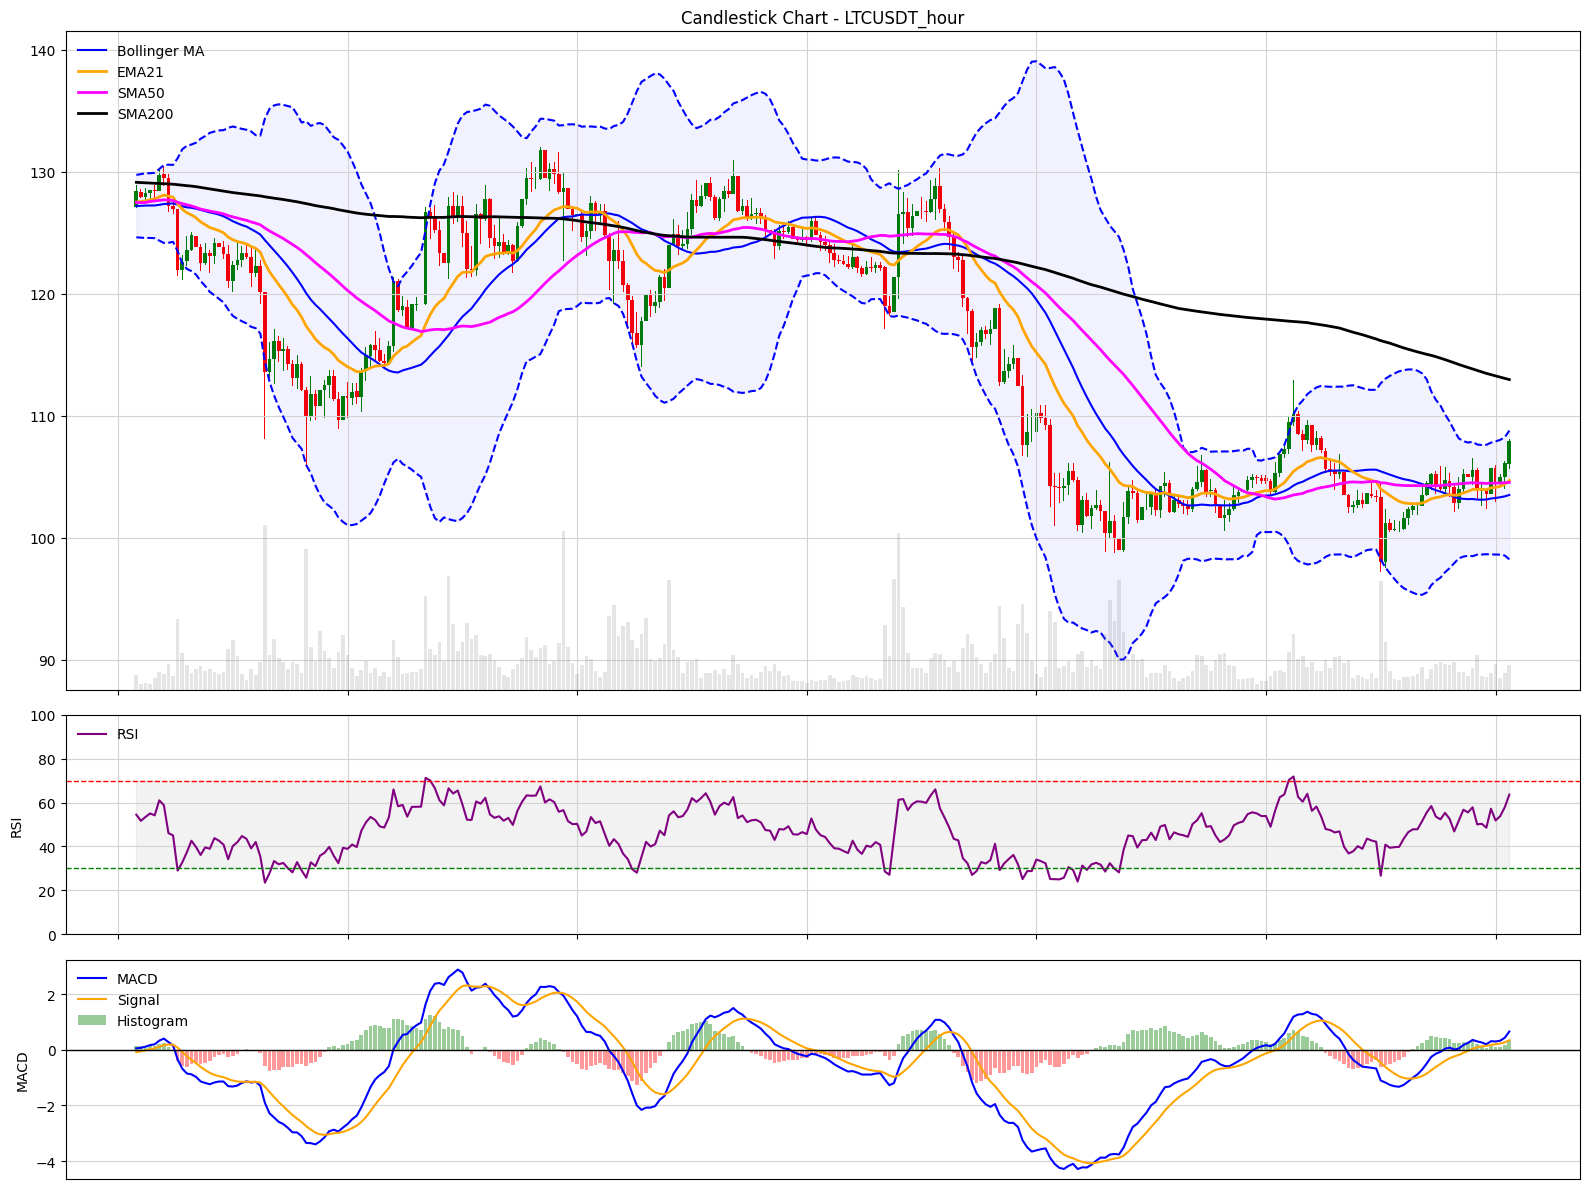 Candlestick Chart - LTCUSDT_hour
Bollinger MA
EMA21
SMA50
SMA200
140
130
120
110
100
90
RSI
100
80
60
40
20
0
RSI
MACD
Signal
Histogram
2
0
−2
−4
MACD